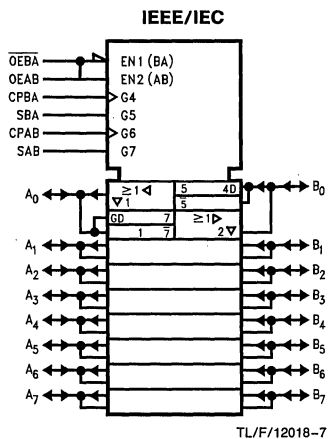 IEEE/IEC
OEBA EN1 (BA)
OEAB EN2 (AB)
CPBA G4
SBA G5
CPAB G6
SAB G7
A0 ≥1 5 4D B0
1 5
GD 7 ≥1
1 7 2
A1 B1
A2 B2
A3 B3
A4 B4
A5 B5
A6 B6
A7 B7
TL/F/12018-7